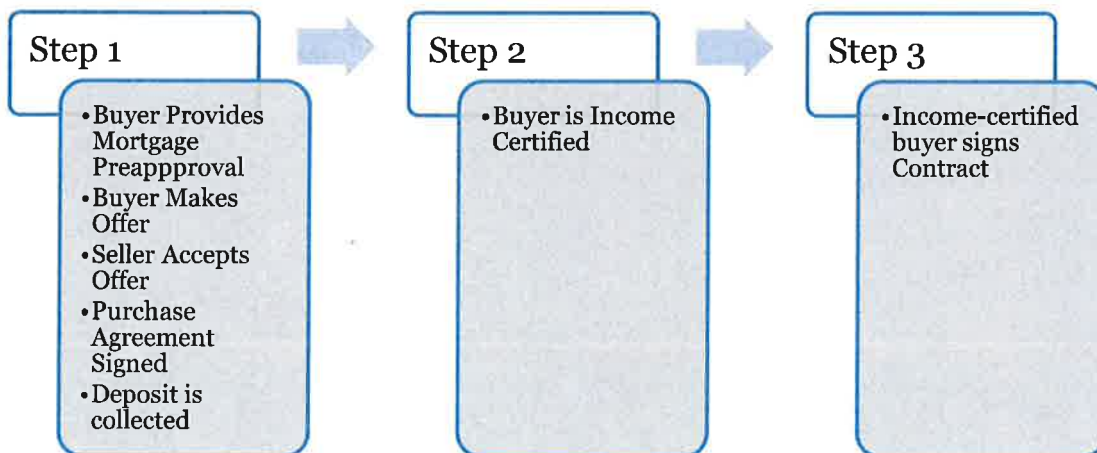 Step 1
•Buyer Provides
Mortgage
Preappproval
•Buyer Makes
Offer
•Seller Accepts
Offer
•Purchase
Agreement
Signed
•Deposit is
collected
Step 2
•Buyer is Income
Certified
Step 3
•Income-certified
buyer signs
Contract